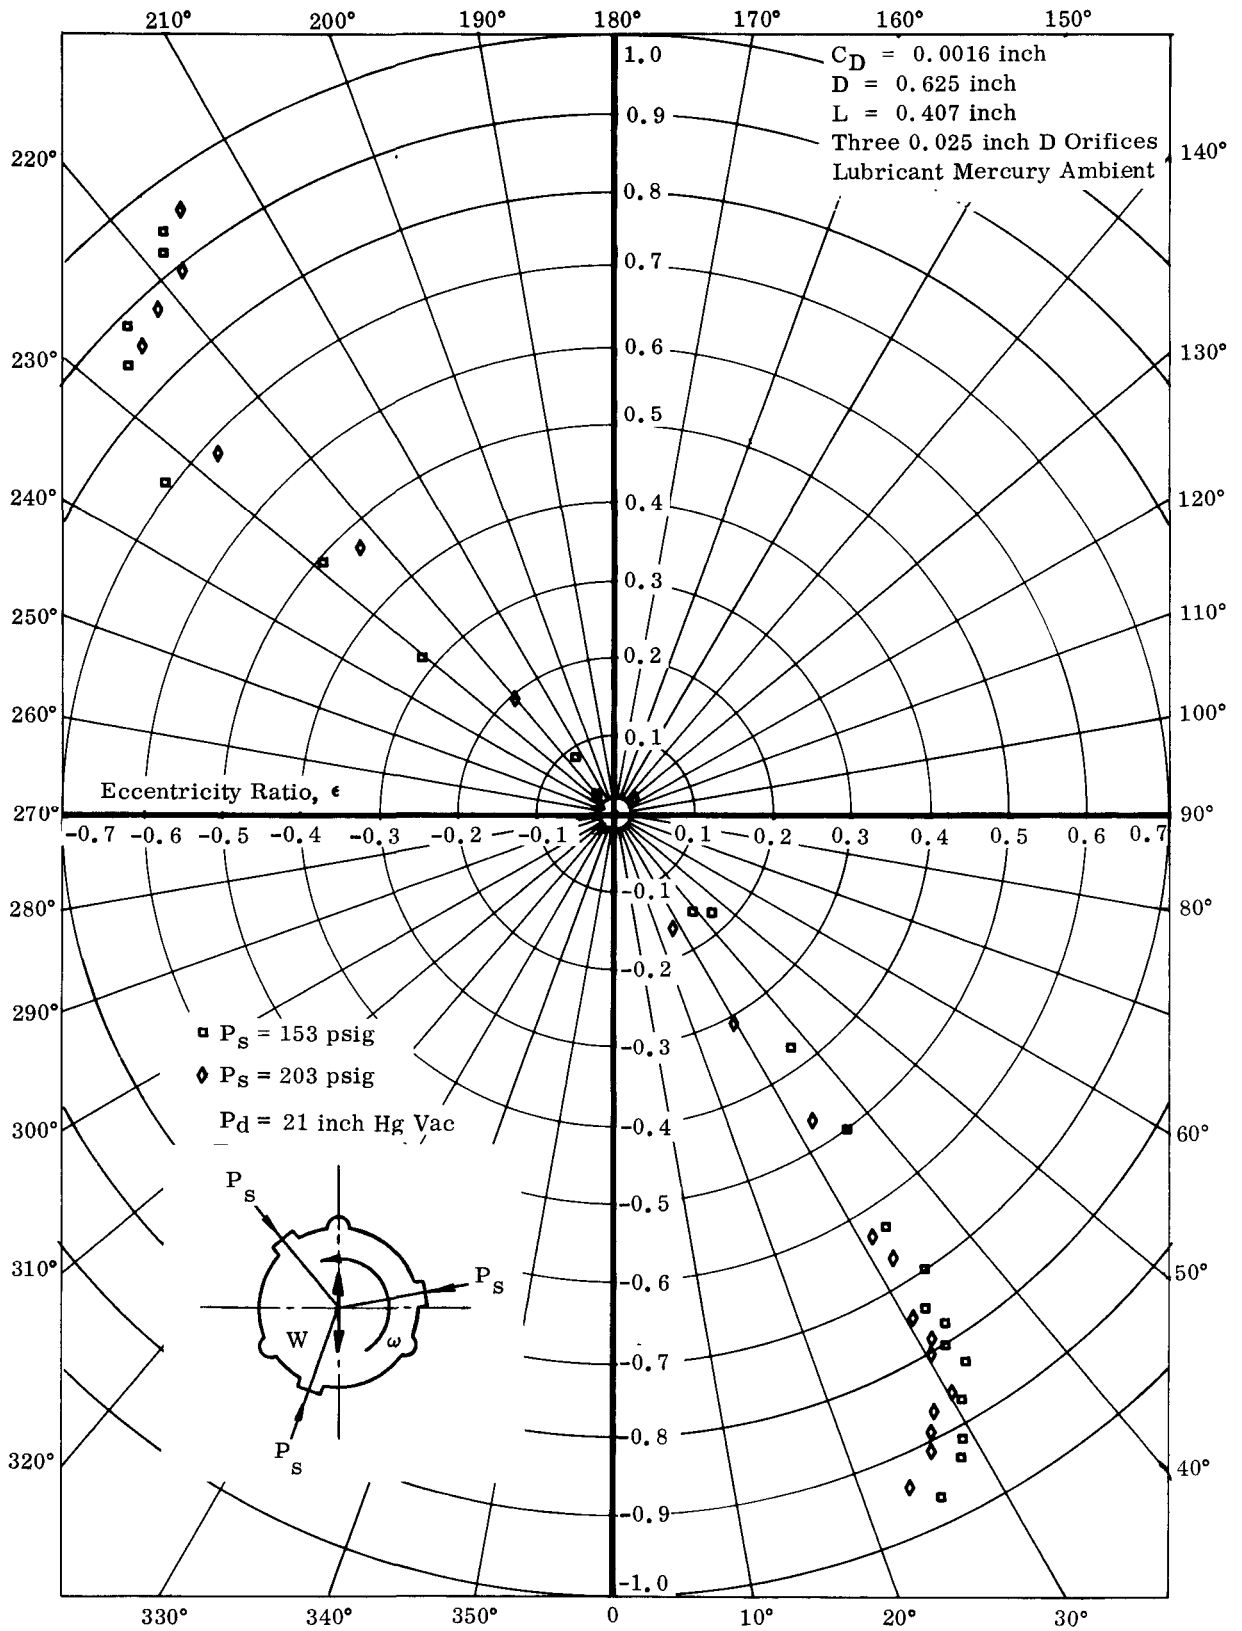 210° 200° 190° 180° 170° 160° 150°
1.0
C_D = 0.0016 inch
D = 0.625 inch
L = 0.407 inch
Three 0.025 inch D Orifices
Lubricant Mercury Ambient
0.9
220°
140°
0.8
0.7
230°
0.6
130°
0.5
240°
0.4
120°
0.3
250°
110°
0.2
260°
0.1
100°
Eccentricity Ratio, ϵ
270°
90°
-0.7 -0.6 -0.5 -0.4 -0.3 -0.2 -0.1 0.1 0.2 0.3 0.4 0.5 0.6 0.7
-0.1
280°
80°
-0.2
290°
P_s = 153 psig
-0.3
P_s = 203 psig
P_d = 21 inch Hg Vac
-0.4
300°
60°
P_s
-0.5
310°
P_s
-0.6
50°
W ω
-0.7
-0.8
P_s
320°
40°
-0.9
-1.0
330° 340° 350° 0 10° 20° 30°